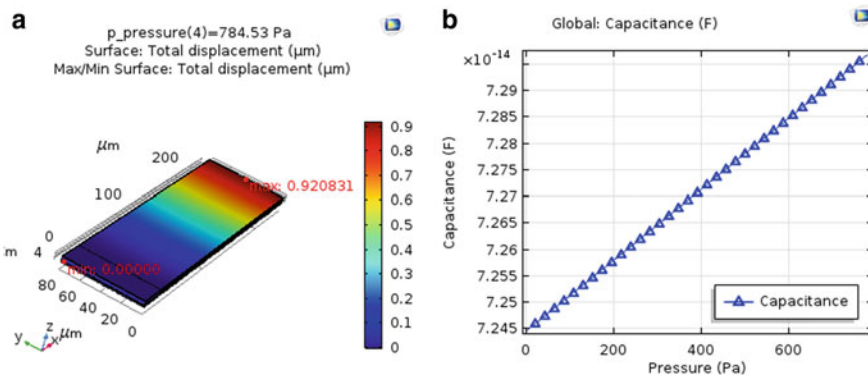 a
p_pressure(4)=784.53 Pa
Surface: Total displacement (µm)
Max/Min Surface: Total displacement (µm)
µm
200
100
0
m 4
80
60
40
20
0
µm
max: 0.920831
min: 0.00000
y z x
0.9
0.8
0.7
0.6
0.5
0.4
0.3
0.2
0.1
0
b
Global: Capacitance (F)
×10⁻¹⁴
7.29
7.285
7.28
7.275
7.27
7.265
7.26
7.255
7.25
7.245
Capacitance (F)
Capacitance
0 200 400 600
Pressure (Pa)